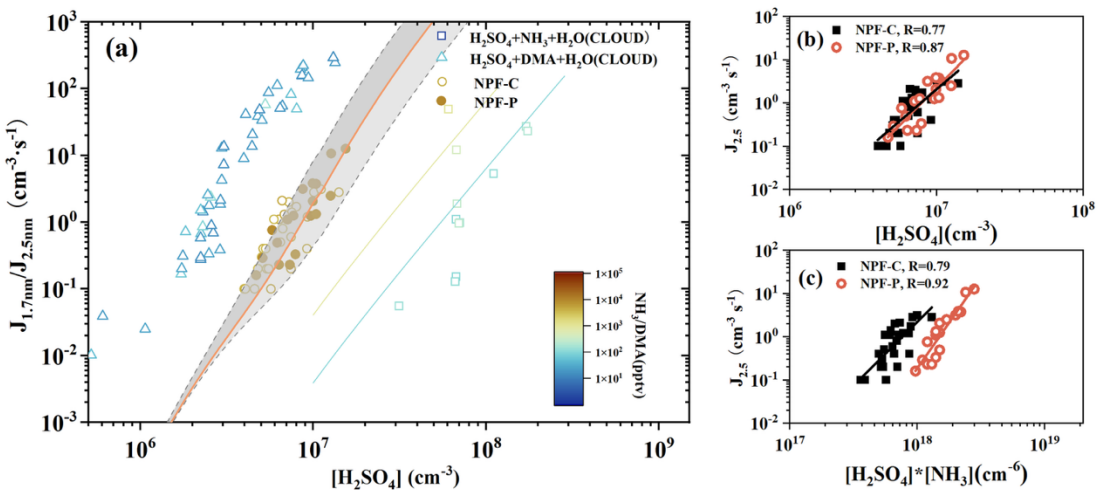 (a)
H₂SO₄+NH₃+H₂O(CLOUD)
H₂SO₄+DMA+H₂O(CLOUD)
NPF-C
NPF-P
J₁.₇ₙₘ/J₂.₅ₙₘ (cm⁻³·s⁻¹)
10³
10²
10¹
10⁰
10⁻¹
10⁻²
10⁻³
10⁶
10⁷
10⁸
10⁹
[H₂SO₄] (cm⁻³)
1×10⁵
1×10⁴
1×10³
1×10²
1×10¹
NH₃/DMA(pptv)
(b)
NPF-C, R=0.77
NPF-P, R=0.87
J₂.₅ (cm⁻³ s⁻¹)
10²
10¹
10⁰
10⁻¹
10⁻²
10⁶
10⁷
10⁸
[H₂SO₄](cm⁻³)
(c)
NPF-C, R=0.79
NPF-P, R=0.92
J₂.₅ (cm⁻³ s⁻¹)
10²
10¹
10⁰
10⁻¹
10⁻²
10¹⁷
10¹⁸
10¹⁹
[H₂SO₄]*[NH₃](cm⁻⁶)